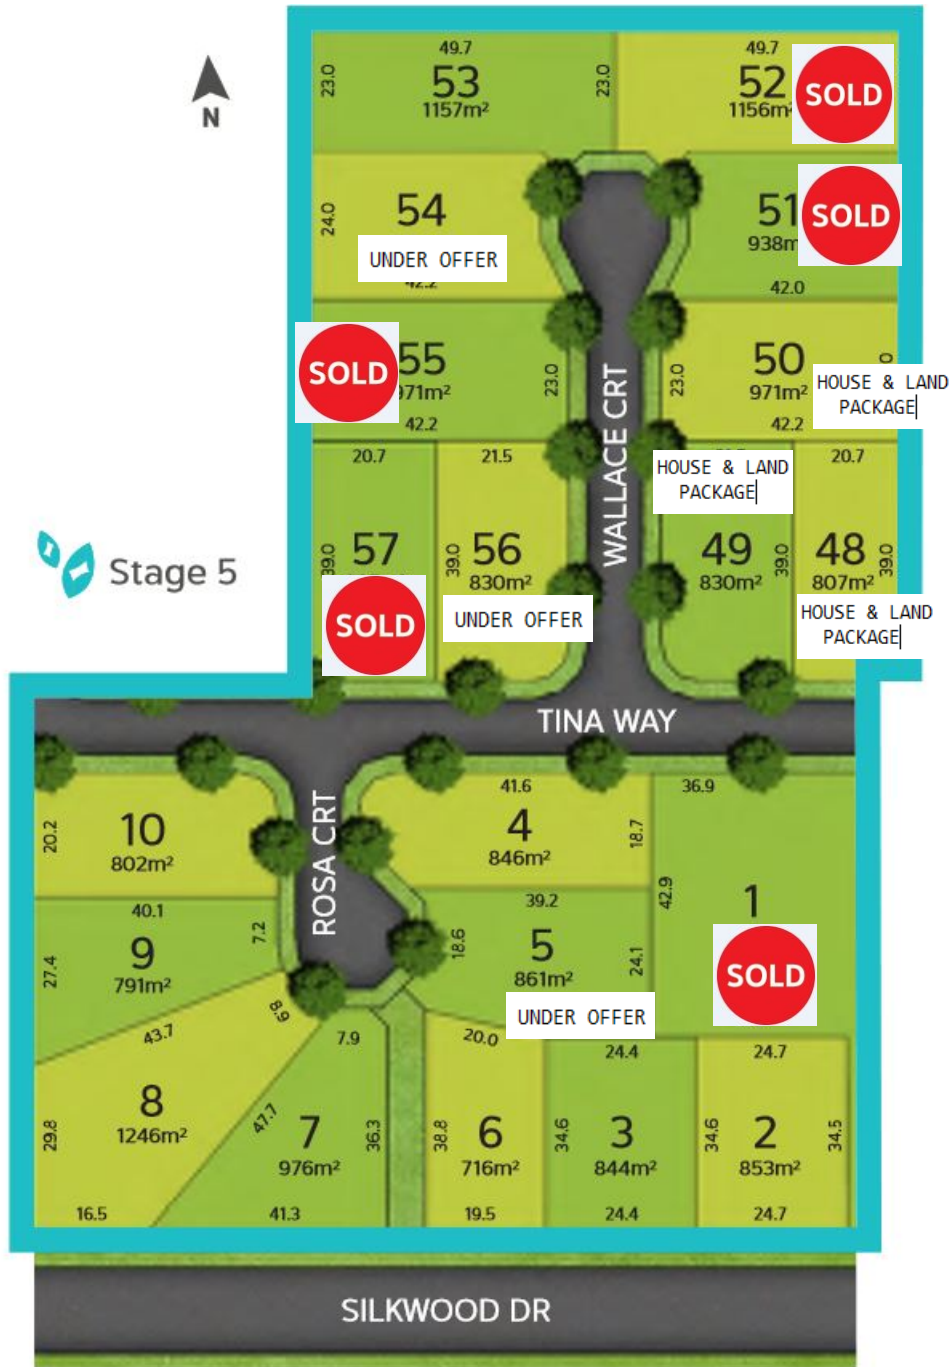 49.7
49.7
23.0
53
1157m²
23.0
52
1156m²
SOLD
N
24.0
54
UNDER OFFER
42.2
51
938m
SOLD
42.0
SOLD
55
971m²
42.2
23.0
WALLACE CRT
23.0
50
971m²
42.2
HOUSE & LAND
PACKAGE
20.7
57
39.0
SOLD
21.5
39.0
56
830m²
UNDER OFFER
HOUSE & LAND
PACKAGE
49
830m²
39.0
20.7
48
807m²
39.0
HOUSE & LAND
PACKAGE
Stage 5
TINA WAY
20.2
10
802m²
ROSA CRT
41.6
4
846m²
18.7
36.9
42.9
1
SOLD
40.1
27.4
9
791m²
7.2
43.7
39.2
18.6
5
861m²
24.1
UNDER OFFER
8.9
29.8
8
1246m²
47.7
16.5
7.9
7
976m²
36.3
41.3
20.0
38.8
6
716m²
19.5
24.4
34.6
3
844m²
24.4
24.7
34.6
2
853m²
34.5
24.7
SILKWOOD DR